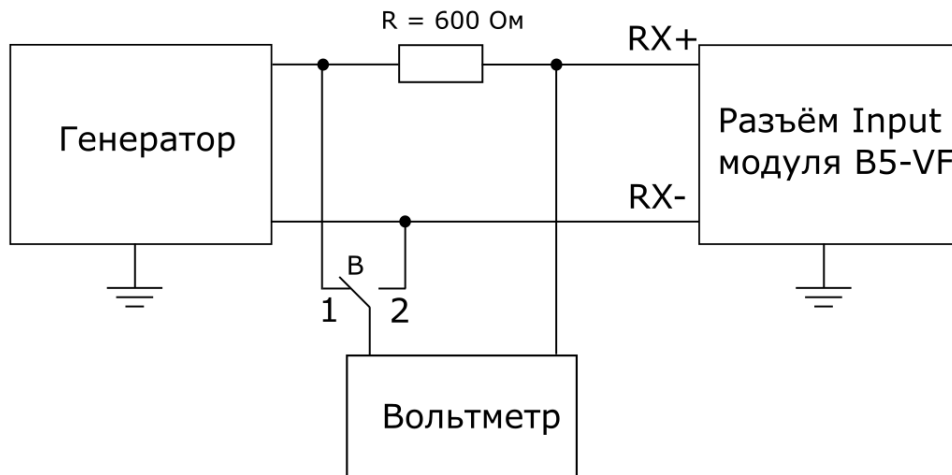 R = 600 Ом
RX+
Генератор
Разъём Input
модуля B5-VF
RX-
В
1
2
Вольтметр